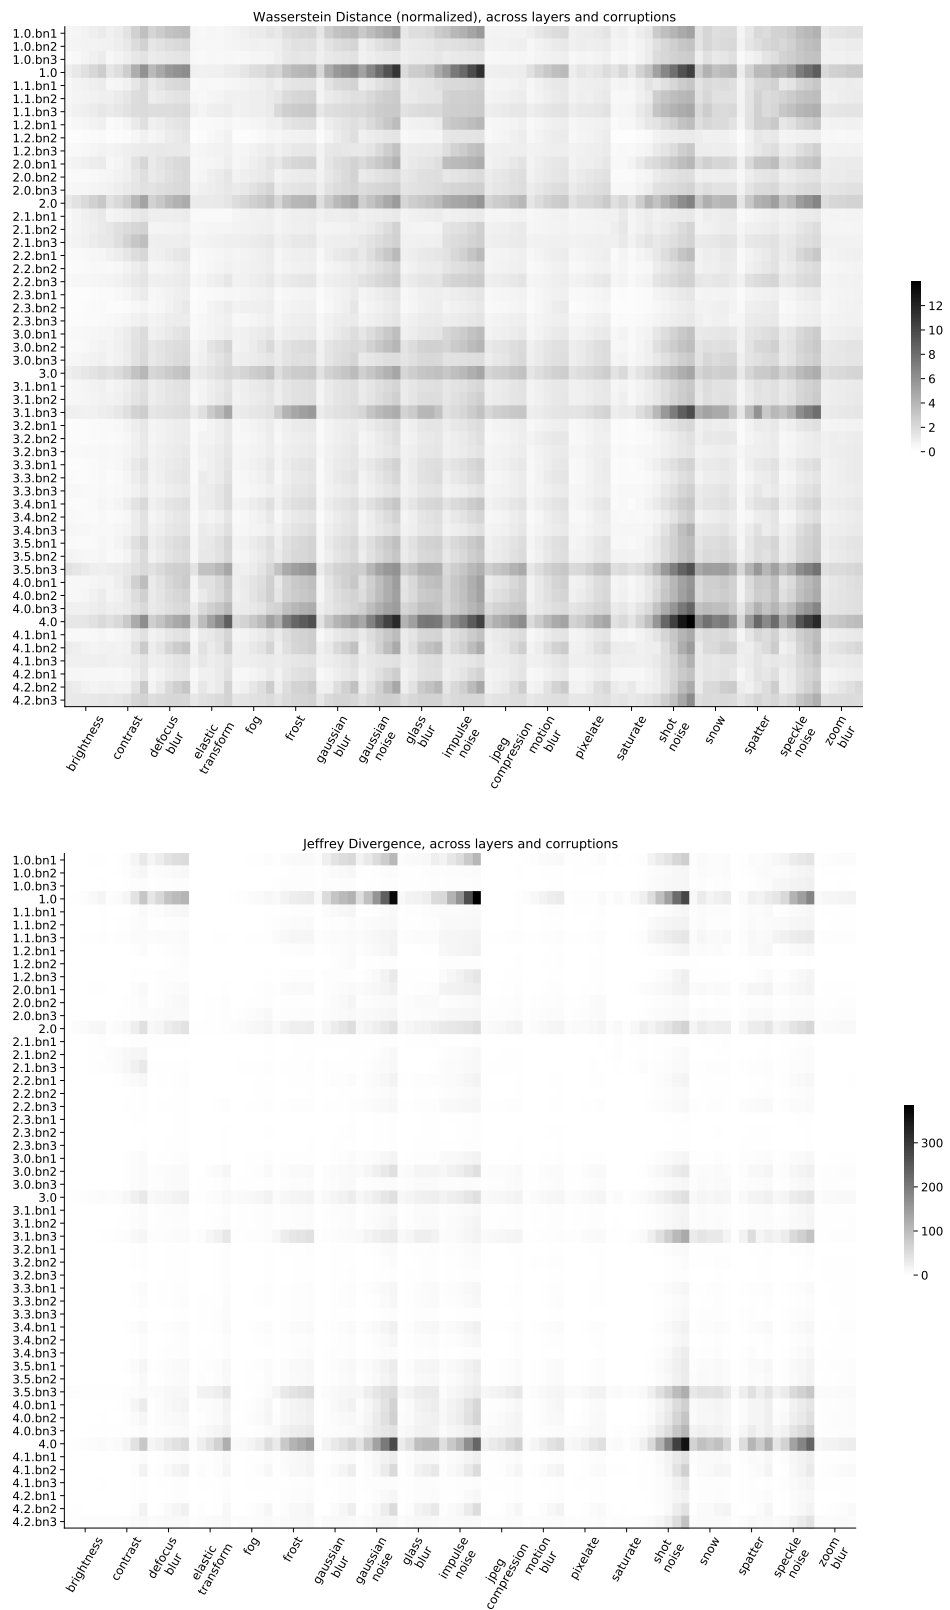 Wasserstein Distance (normalized), across layers and corruptions
1.0.bn1
1.0.bn2
1.0.bn3
1.0
1.1.bn1
1.1.bn2
1.1.bn3
1.2.bn1
1.2.bn2
1.2.bn3
2.0.bn1
2.0.bn2
2.0.bn3
2.0
2.1.bn1
2.1.bn2
2.1.bn3
2.2.bn1
2.2.bn2
2.2.bn3
2.3.bn1
2.3.bn2
2.3.bn3
3.0.bn1
3.0.bn2
3.0.bn3
3.0
3.1.bn1
3.1.bn2
3.1.bn3
3.2.bn1
3.2.bn2
3.2.bn3
3.3.bn1
3.3.bn2
3.3.bn3
3.4.bn1
3.4.bn2
3.4.bn3
3.5.bn1
3.5.bn2
3.5.bn3
4.0.bn1
4.0.bn2
4.0.bn3
4.0
4.1.bn1
4.1.bn2
4.1.bn3
4.2.bn1
4.2.bn2
4.2.bn3
12
10
8
6
4
2
0
brightness
contrast
defocus
blur
elastic
transform
fog
frost
gaussian
blur
gaussian
noise
glass
blur
impulse
noise
jpeg
compression
motion
blur
pixelate
saturate
shot
noise
snow
spatter
speckle
noise
zoom
blur
Jeffrey Divergence, across layers and corruptions
1.0.bn1
1.0.bn2
1.0.bn3
1.0
1.1.bn1
1.1.bn2
1.1.bn3
1.2.bn1
1.2.bn2
1.2.bn3
2.0.bn1
2.0.bn2
2.0.bn3
2.0
2.1.bn1
2.1.bn2
2.1.bn3
2.2.bn1
2.2.bn2
2.2.bn3
2.3.bn1
2.3.bn2
2.3.bn3
3.0.bn1
3.0.bn2
3.0.bn3
3.0
3.1.bn1
3.1.bn2
3.1.bn3
3.2.bn1
3.2.bn2
3.2.bn3
3.3.bn1
3.3.bn2
3.3.bn3
3.4.bn1
3.4.bn2
3.4.bn3
3.5.bn1
3.5.bn2
3.5.bn3
4.0.bn1
4.0.bn2
4.0.bn3
4.0
4.1.bn1
4.1.bn2
4.1.bn3
4.2.bn1
4.2.bn2
4.2.bn3
300
200
100
0
brightness
contrast
defocus
blur
elastic
transform
fog
frost
gaussian
blur
gaussian
noise
glass
blur
impulse
noise
jpeg
compression
motion
blur
pixelate
saturate
shot
noise
snow
spatter
speckle
noise
zoom
blur